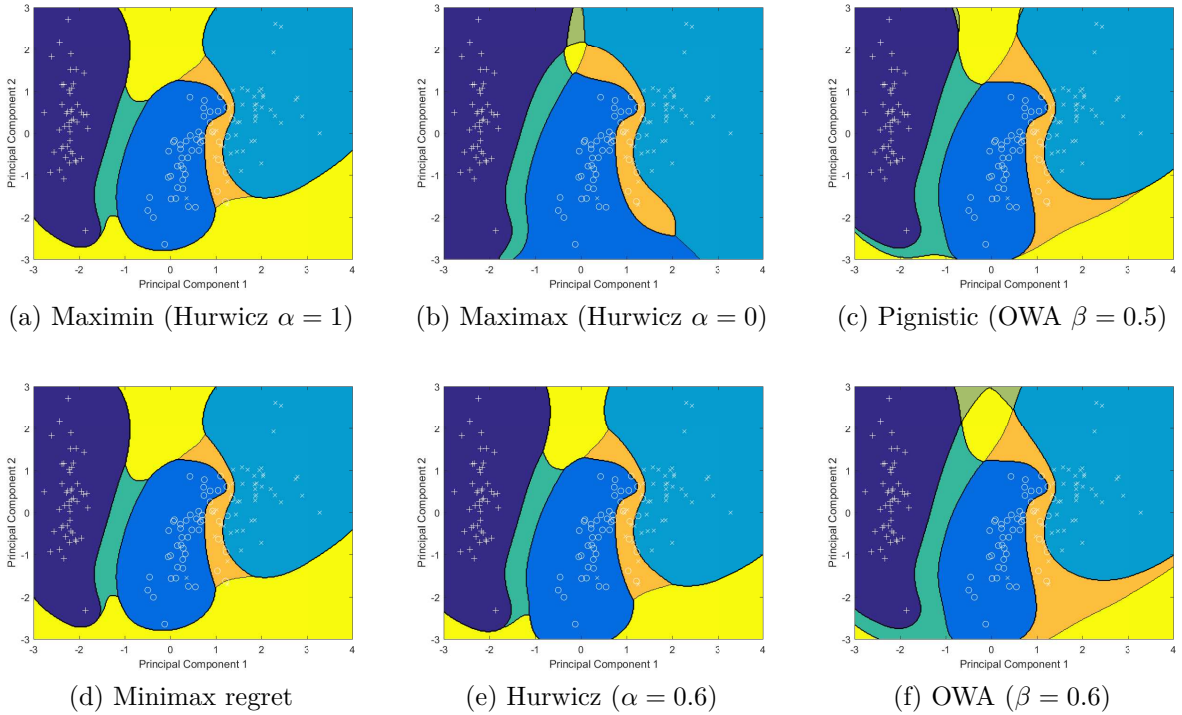 3
2
1
0
-1
-2
-3
Principal Component 2
-3 -2 -1 0 1 2 3 4
Principal Component 1
(a) Maximin (Hurwicz α = 1)
3
2
1
0
-1
-2
-3
Principal Component 2
-3 -2 -1 0 1 2 3 4
Principal Component 1
(b) Maximax (Hurwicz α = 0)
3
2
1
0
-1
-2
-3
Principal Component 2
-3 -2 -1 0 1 2 3 4
Principal Component 1
(c) Pignistic (OWA β = 0.5)
3
2
1
0
-1
-2
-3
Principal Component 2
-3 -2 -1 0 1 2 3 4
Principal Component 1
(d) Minimax regret
3
2
1
0
-1
-2
-3
Principal Component 2
-3 -2 -1 0 1 2 3 4
Principal Component 1
(e) Hurwicz (α = 0.6)
3
2
1
0
-1
-2
-3
Principal Component 2
-3 -2 -1 0 1 2 3 4
Principal Component 1
(f) OWA (β = 0.6)